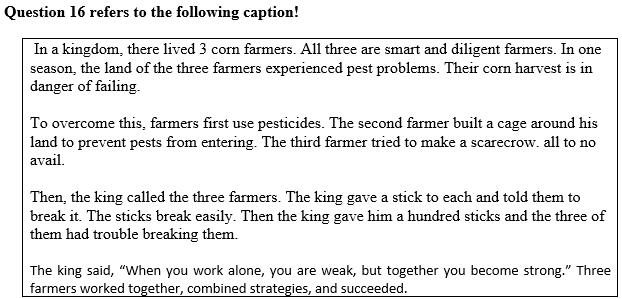 Question 16 refers to the following caption!
In a kingdom, there lived 3 corn farmers. All three are smart and diligent farmers. In one
season, the land of the three farmers experienced pest problems. Their corn harvest is in
danger of failing.
To overcome this, farmers first use pesticides. The second farmer built a cage around his
land to prevent pests from entering. The third farmer tried to make a scarecrow. all to no
avail.
Then, the king called the three farmers. The king gave a stick to each and told them to
break it. The sticks break easily. Then the king gave him a hundred sticks and the three of
them had trouble breaking them.
The king said, “When you work alone, you are weak, but together you become strong.” Three
farmers worked together, combined strategies, and succeeded.